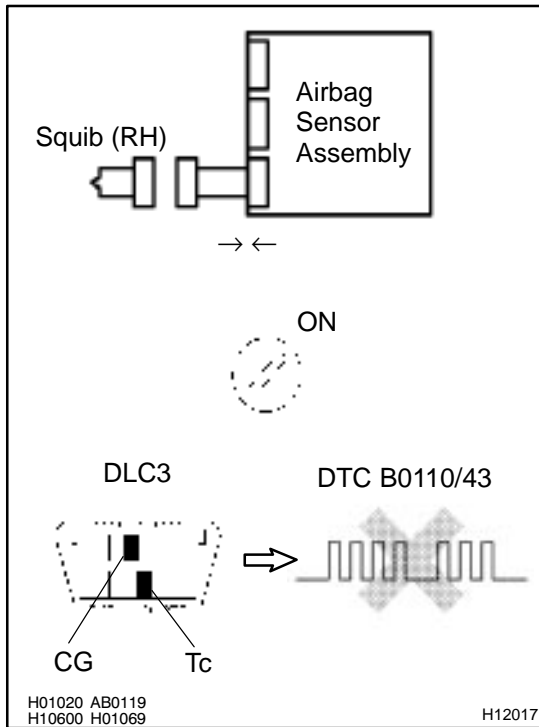 Airbag
Sensor
Assembly
Squib (RH)
ON
DLC3
DTC B0110/43
CG
Tc
H01020 AB0119
H10600 H01069
H12017